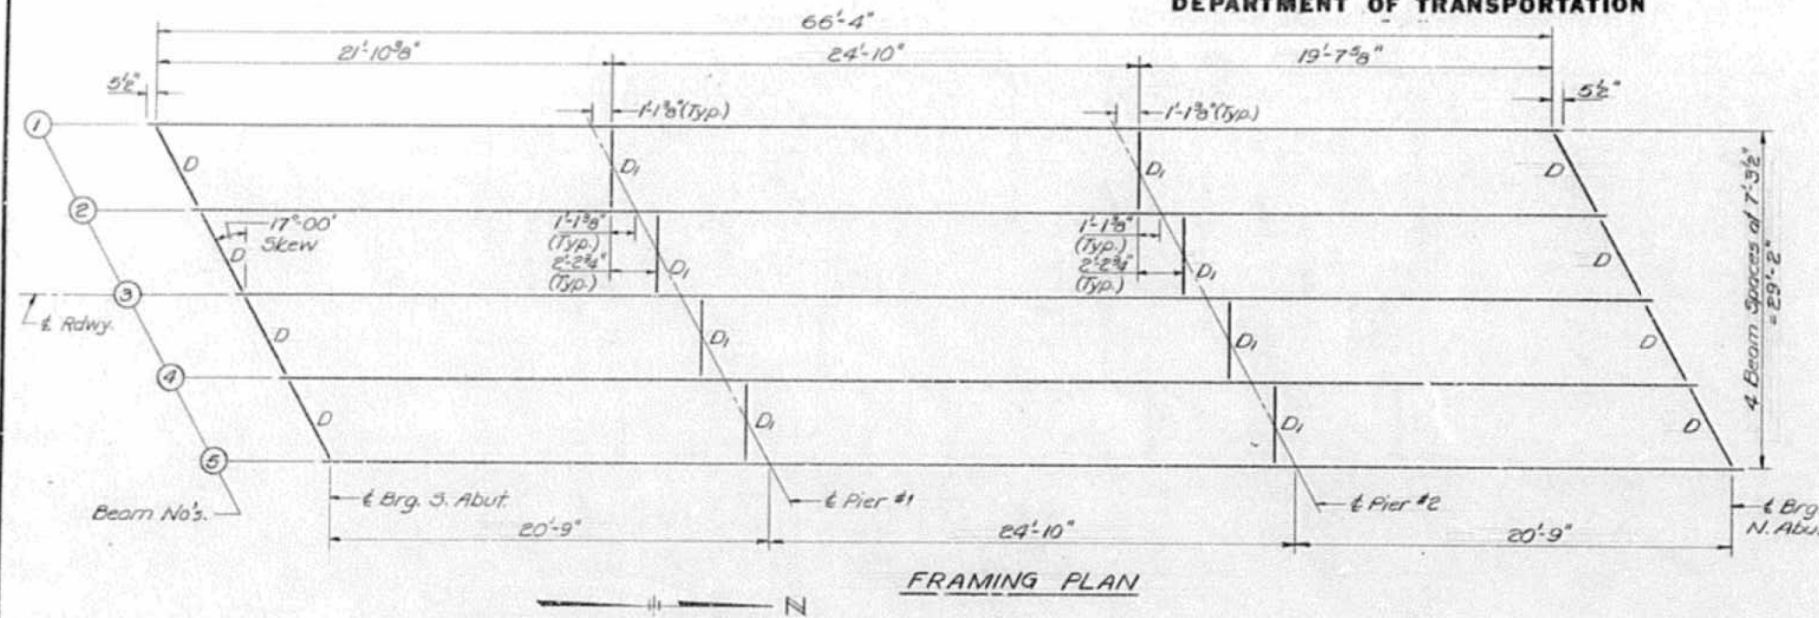 DEPARTMENT OF TRANSPORTATION
66'-4"
21'-10⅜"
24'-10"
19'-7⅝"
5½"
5½"
1'-1⅜"(Typ.)
1'-1⅜"(Typ.)
1
D
D₁
D₁
D
2
17°-00'
Skew
1'-1⅜"
(Typ.)
2'-2¾"
(Typ.)
1'-1⅜"
(Typ.)
2'-2¾"
(Typ.)
D
D₁
D₁
D
4 Beam Spaces at 7'-3½"
= 29'-2"
3
℄ Rdwy.
D
D₁
D₁
D
4
D
D₁
D₁
D
5
Beam No's.
℄ Brg. S. Abut.
℄ Pier #1
℄ Pier #2
℄ Brg.
N. Abut.
20'-9"
24'-10"
20'-9"
FRAMING PLAN
N